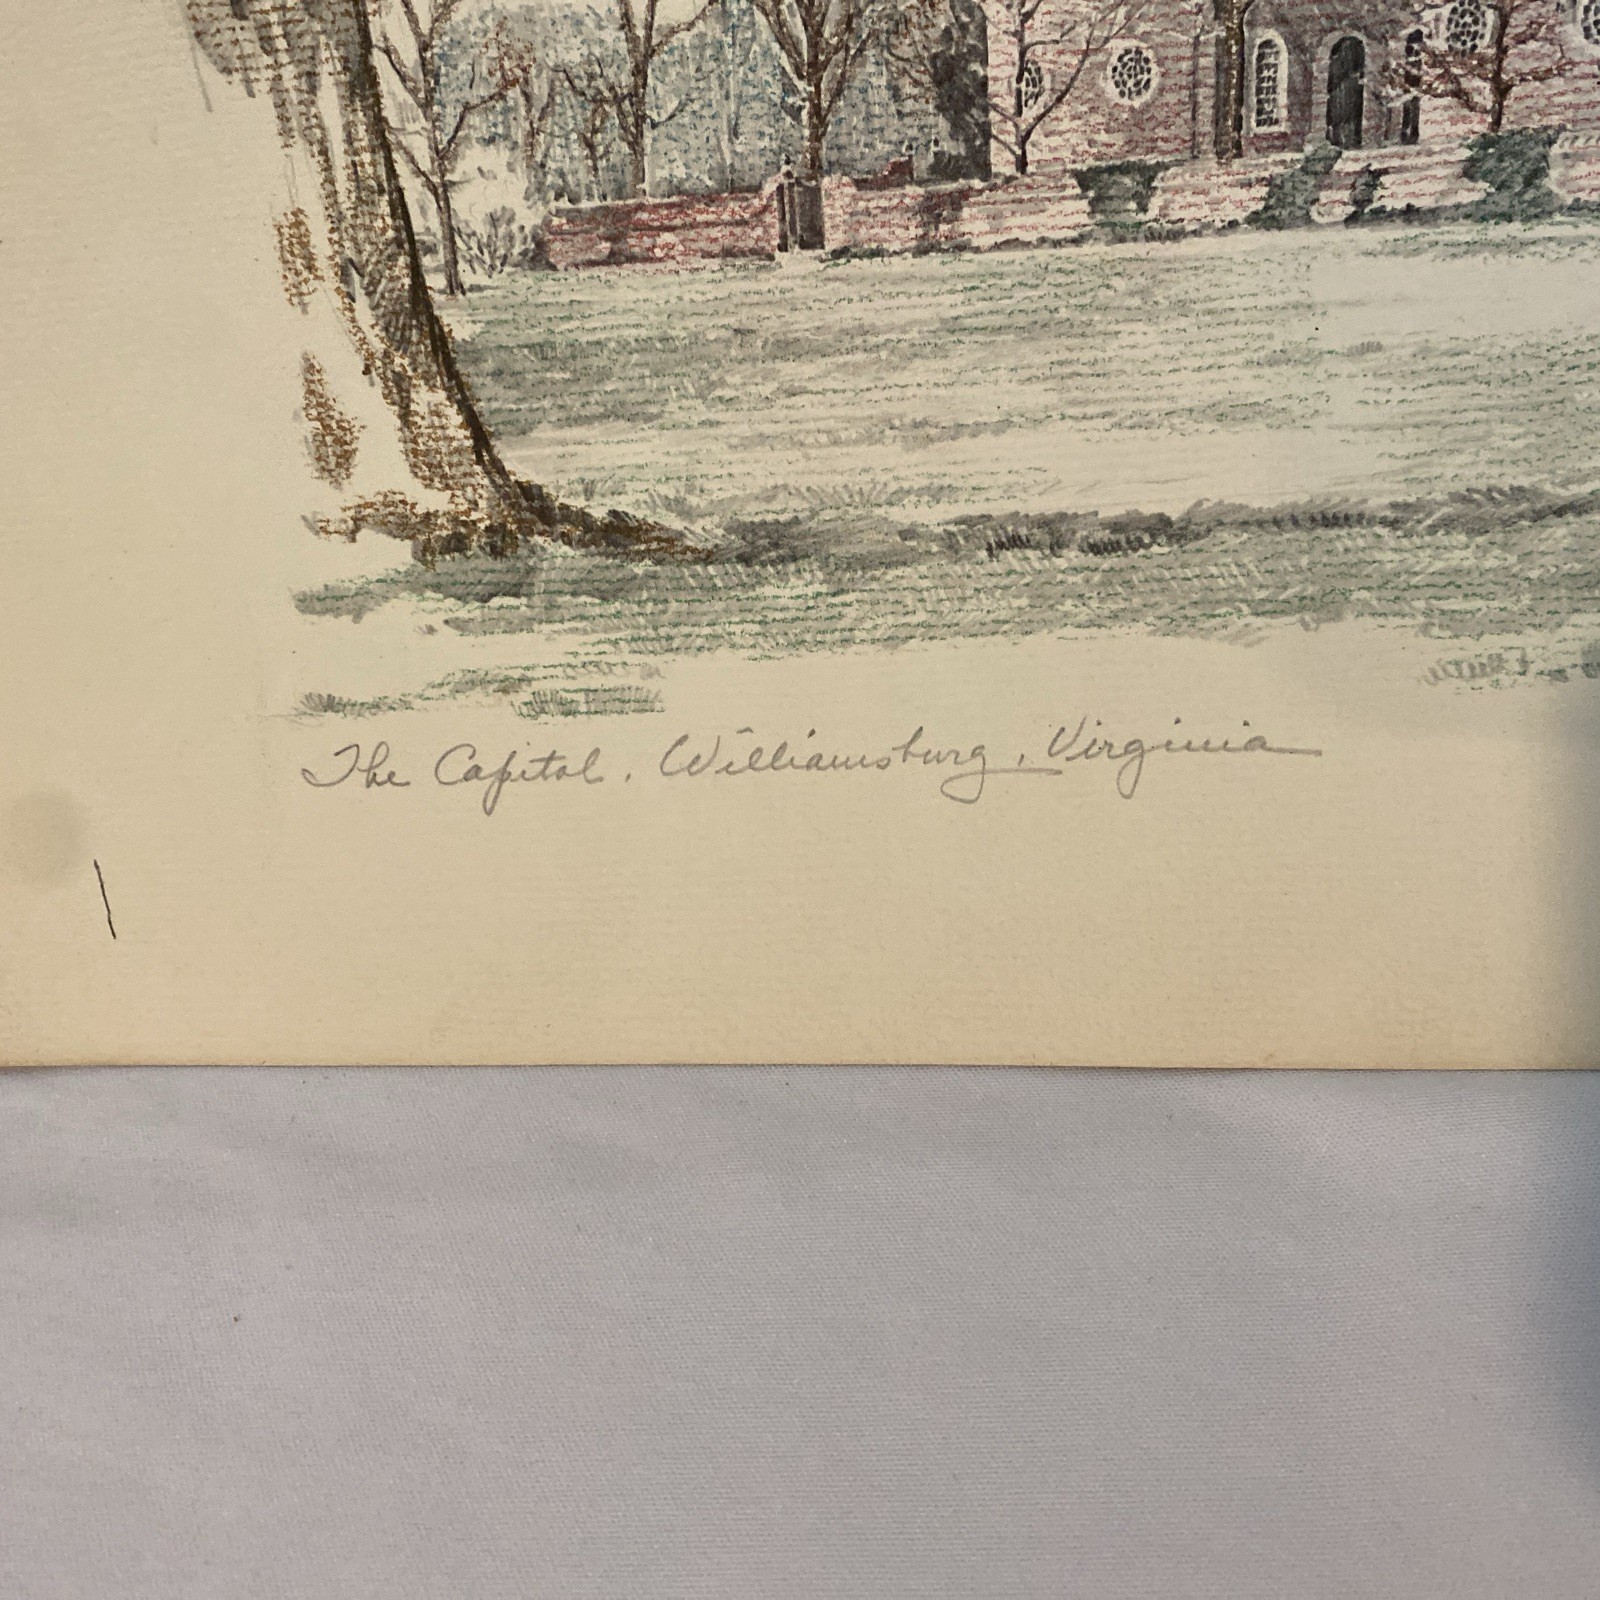 The Capitol, Williamsburg, Virginia